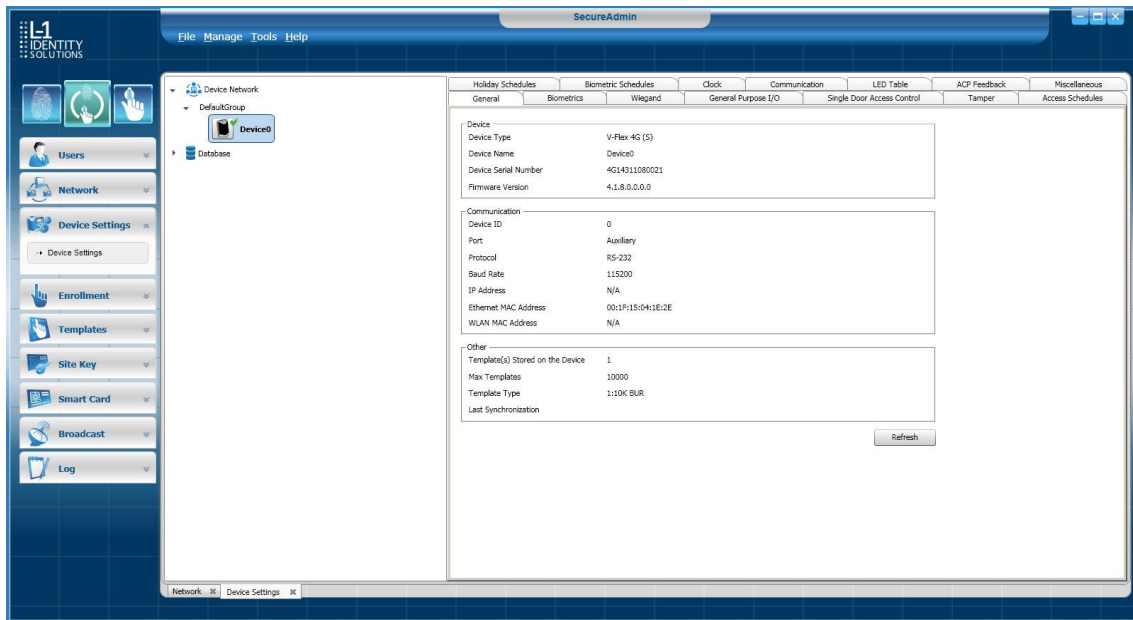 SecureAdmin
L-1
IDENTITY
SOLUTIONS
File Manage Tools Help
Users
Network
Device Settings
Device Settings
Enrollment
Templates
Site Key
Smart Card
Broadcast
Log
Device Network
DefaultGroup
Device0
Database
Holiday Schedules Biometric Schedules Clock Communication LED Table ACP Feedback Miscellaneous
General Biometrics Wiegand General Purpose I/O Single Door Access Control Tamper Access Schedules
Device
Device Type V-Flex 4G (S)
Device Name Device0
Device Serial Number 4G14311080021
Firmware Version 4.1.8.0.0.0.0
Communication
Device ID 0
Port Auxiliary
Protocol RS-232
Baud Rate 115200
IP Address N/A
Ethernet MAC Address 00:1F:15:04:1E:2E
WLAN MAC Address N/A
Other
Template(s) Stored on the Device 1
Max Templates 10000
Template Type 1:10K BUR
Last Synchronization
Refresh
Network Device Settings